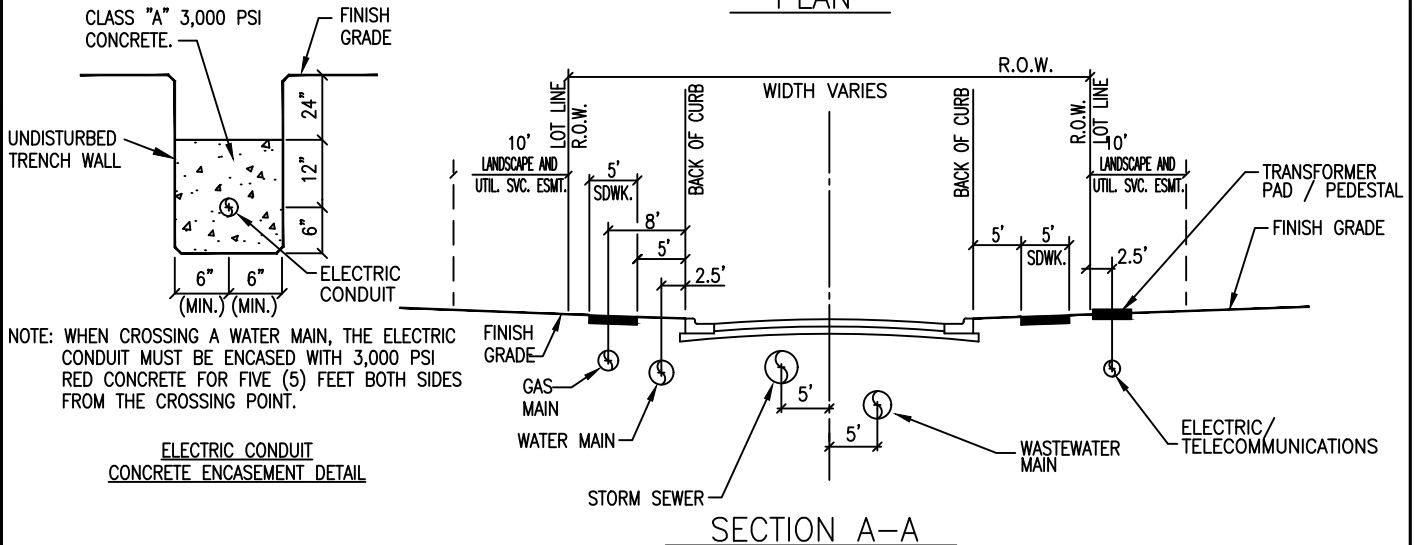 PLAN
CLASS "A" 3,000 PSI
CONCRETE.
FINISH
GRADE
24"
12"
6"
UNDISTURBED
TRENCH WALL
6" 6"
(MIN.) (MIN.)
ELECTRIC
CONDUIT
NOTE: WHEN CROSSING A WATER MAIN, THE ELECTRIC
CONDUIT MUST BE ENCASED WITH 3,000 PSI
RED CONCRETE FOR FIVE (5) FEET BOTH SIDES
FROM THE CROSSING POINT.
ELECTRIC CONDUIT
CONCRETE ENCASEMENT DETAIL
R.O.W.
WIDTH VARIES
LOT LINE
R.O.W.
BACK OF CURB
BACK OF CURB
R.O.W.
LOT LINE
10'
LANDSCAPE AND
UTIL. SVC. ESMT.
5'
SDWK.
8'
5'
2.5'
5'
5'
SDWK.
10'
LANDSCAPE AND
UTIL. SVC. ESMT.
2.5'
TRANSFORMER
PAD / PEDESTAL
FINISH GRADE
FINISH
GRADE
GAS
MAIN
WATER MAIN
STORM SEWER
5'
5'
WASTEWATER
MAIN
ELECTRIC/
TELECOMMUNICATIONS
SECTION A-A